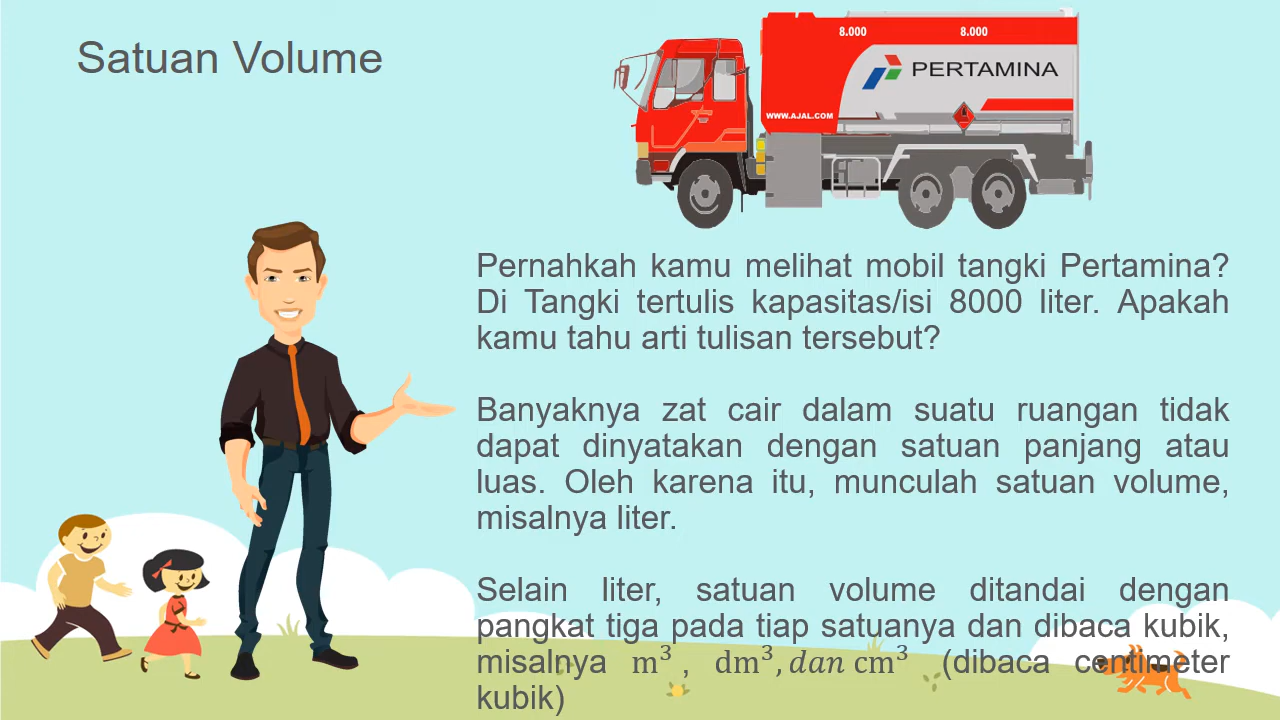 Satuan Volume
8.000 8.000
PERTAMINA
WWW.AJAL.COM
Pernahkah kamu melihat mobil tangki Pertamina?
Di Tangki tertulis kapasitas/isi 8000 liter. Apakah
kamu tahu arti tulisan tersebut?
Banyaknya zat cair dalam suatu ruangan tidak
dapat dinyatakan dengan satuan panjang atau
luas. Oleh karena itu, munculah satuan volume,
misalnya liter.
Selain liter, satuan volume ditandai dengan
pangkat tiga pada tiap satuanya dan dibaca kubik,
misalnya m³ , dm³, dan cm³ (dibaca centimeter
kubik)